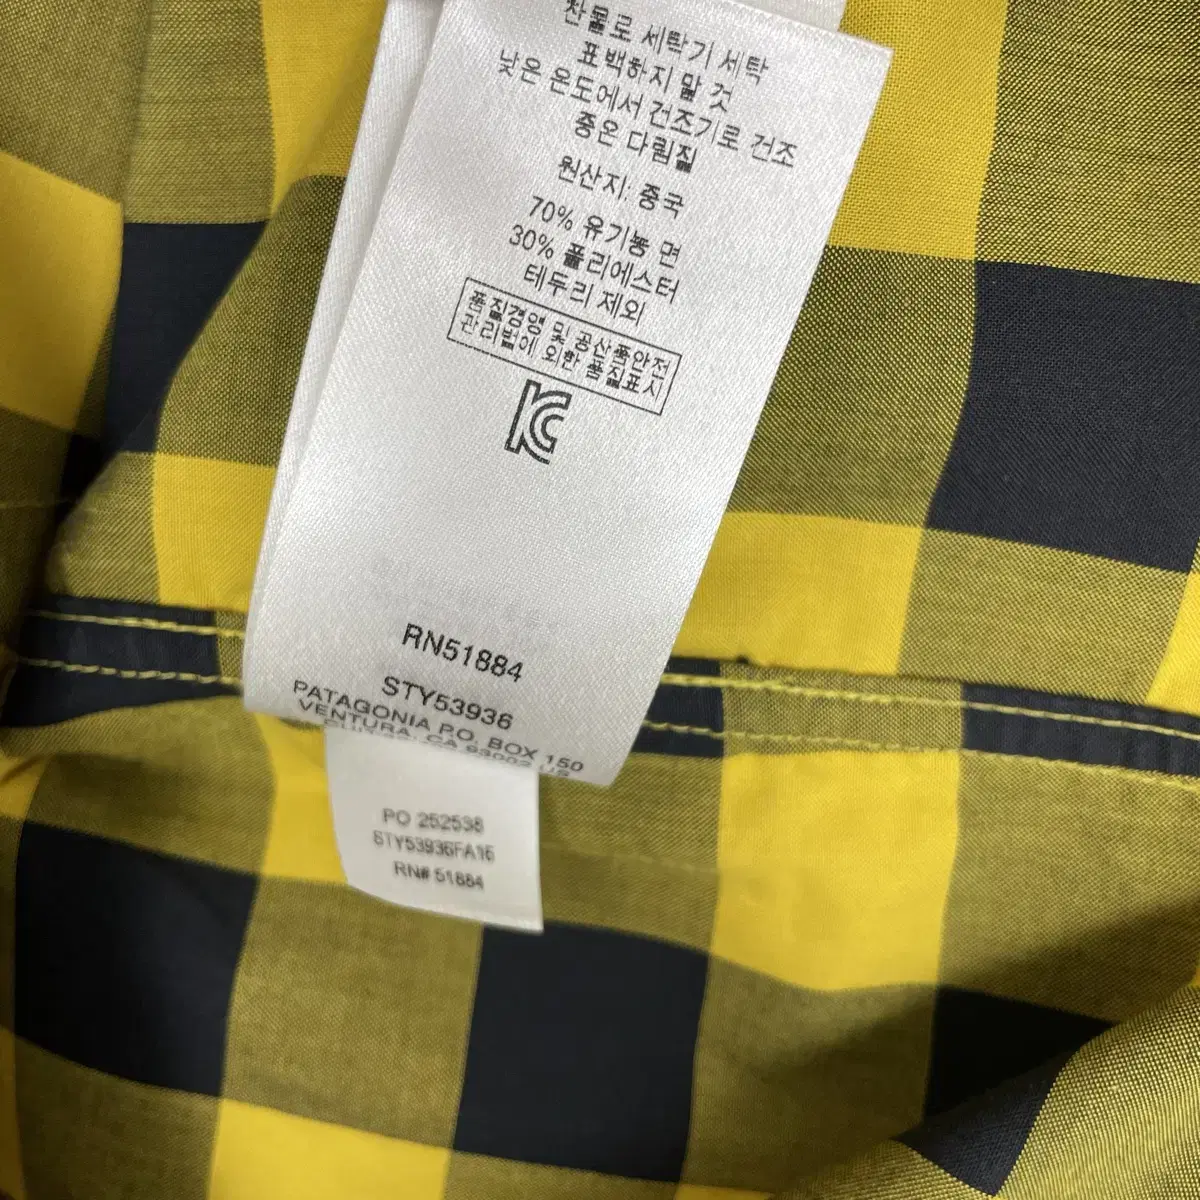 찬물로 세탁기 세탁
표백하지 말 것
낮은 온도에서 건조기로 건조
중온 다림질
원산지: 중국
70% 유기농 면
30% 폴리에스터
테두리 제외
품질경영 및 공산품안전
관리법에 의한 품질표시
KC
RN51884
STY53936
PATAGONIA P.O. BOX 150
VENTURA, CA 93002 US
PO 252538
STY53936FA16
RN# 51884